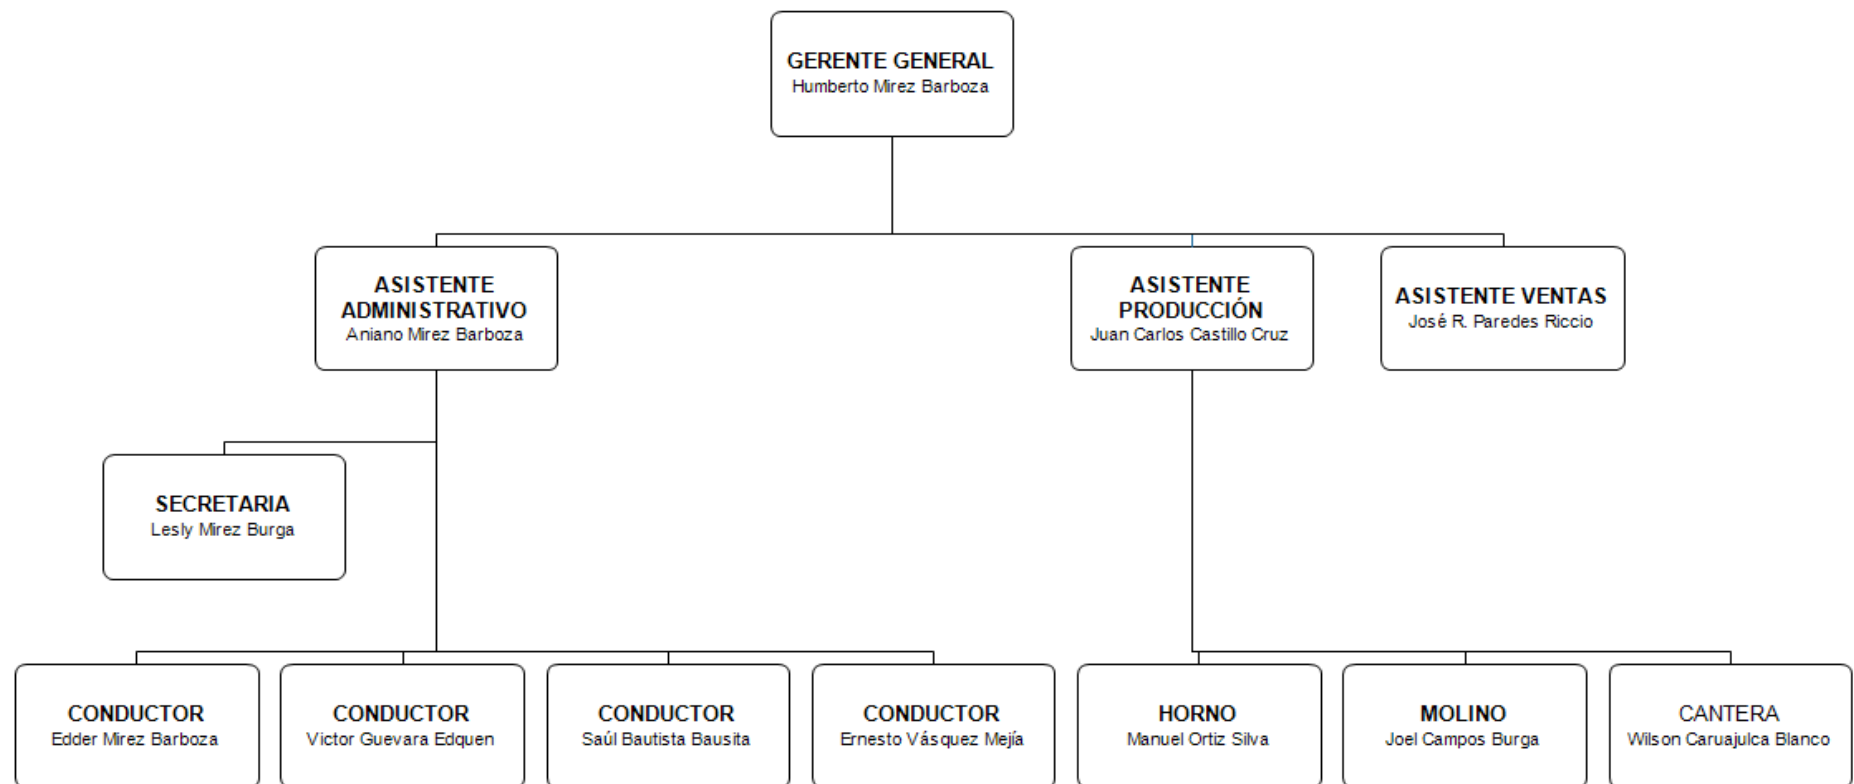 GERENTE GENERAL
Humberto Mirez Barboza
ASISTENTE
ADMINISTRATIVO
Aniano Mirez Barboza
ASISTENTE
PRODUCCIÓN
Juan Carlos Castillo Cruz
ASISTENTE VENTAS
José R. Paredes Riccio
SECRETARIA
Lesly Mirez Burga
CONDUCTOR
Edder Mirez Barboza
CONDUCTOR
Victor Guevara Edquen
CONDUCTOR
Saúl Bautista Bausita
CONDUCTOR
Ernesto Vásquez Mejía
HORNO
Manuel Ortiz Silva
MOLINO
Joel Campos Burga
CANTERA
Wilson Caruajulca Blanco